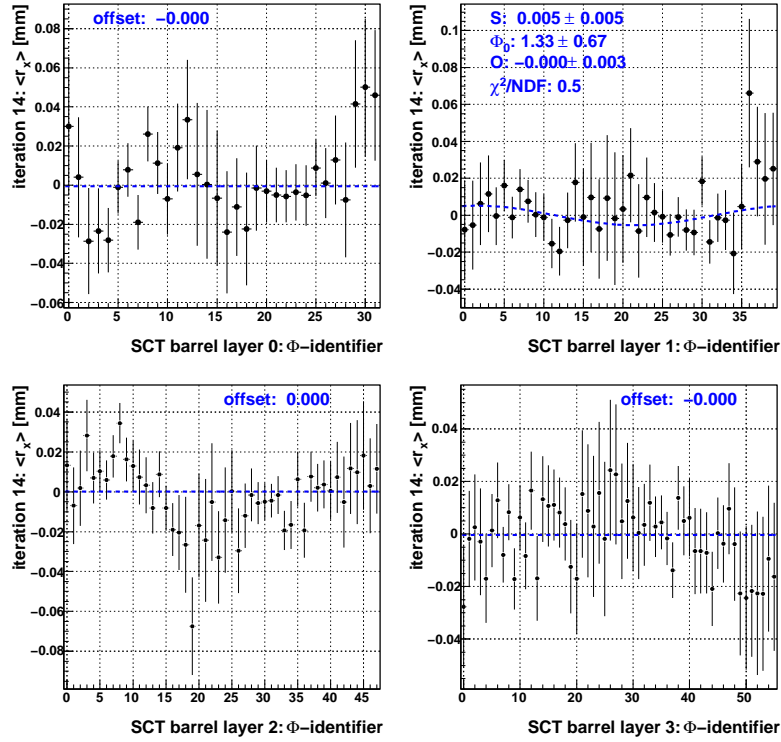 iteration 14: <r_x> [mm]
offset: −0.000
0.08
0.06
0.04
0.02
0
−0.02
−0.04
−0.06
0 5 10 15 20 25 30
SCT barrel layer 0: Φ−identifier
iteration 14: <r_x> [mm]
S: 0.005 ± 0.005
Φ_0: 1.33 ± 0.67
O: −0.000 ± 0.003
χ²/NDF: 0.5
0.1
0.08
0.06
0.04
0.02
0
−0.02
−0.04
0 5 10 15 20 25 30 35
SCT barrel layer 1: Φ−identifier
iteration 14: <r_x> [mm]
offset: 0.000
0.04
0.02
0
−0.02
−0.04
−0.06
−0.08
0 5 10 15 20 25 30 35 40 45
SCT barrel layer 2: Φ−identifier
iteration 14: <r_x> [mm]
offset: −0.000
0.04
0.02
0
−0.02
−0.04
0 10 20 30 40 50
SCT barrel layer 3: Φ−identifier